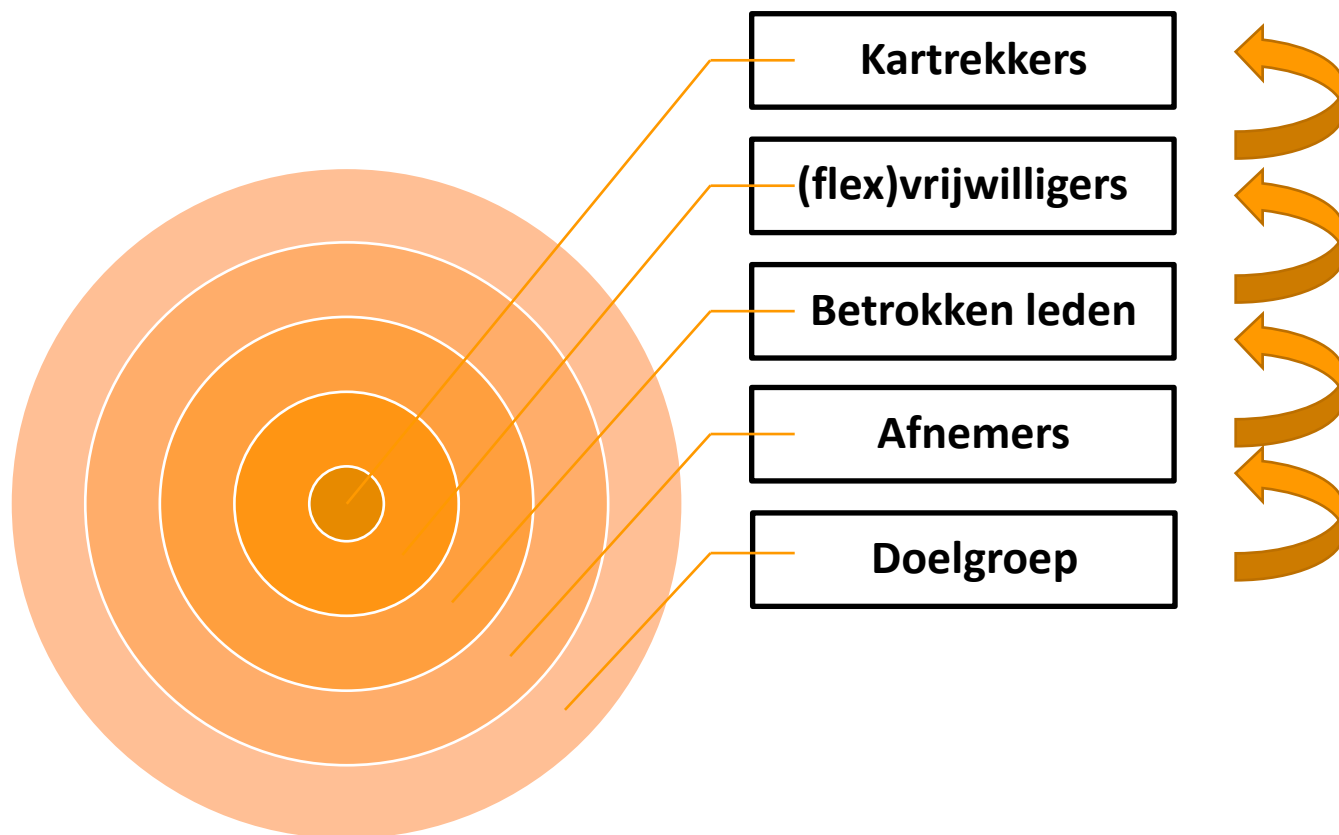 Kartrekkers
(flex)vrijwilligers
Betrokken leden
Afnemers
Doelgroep